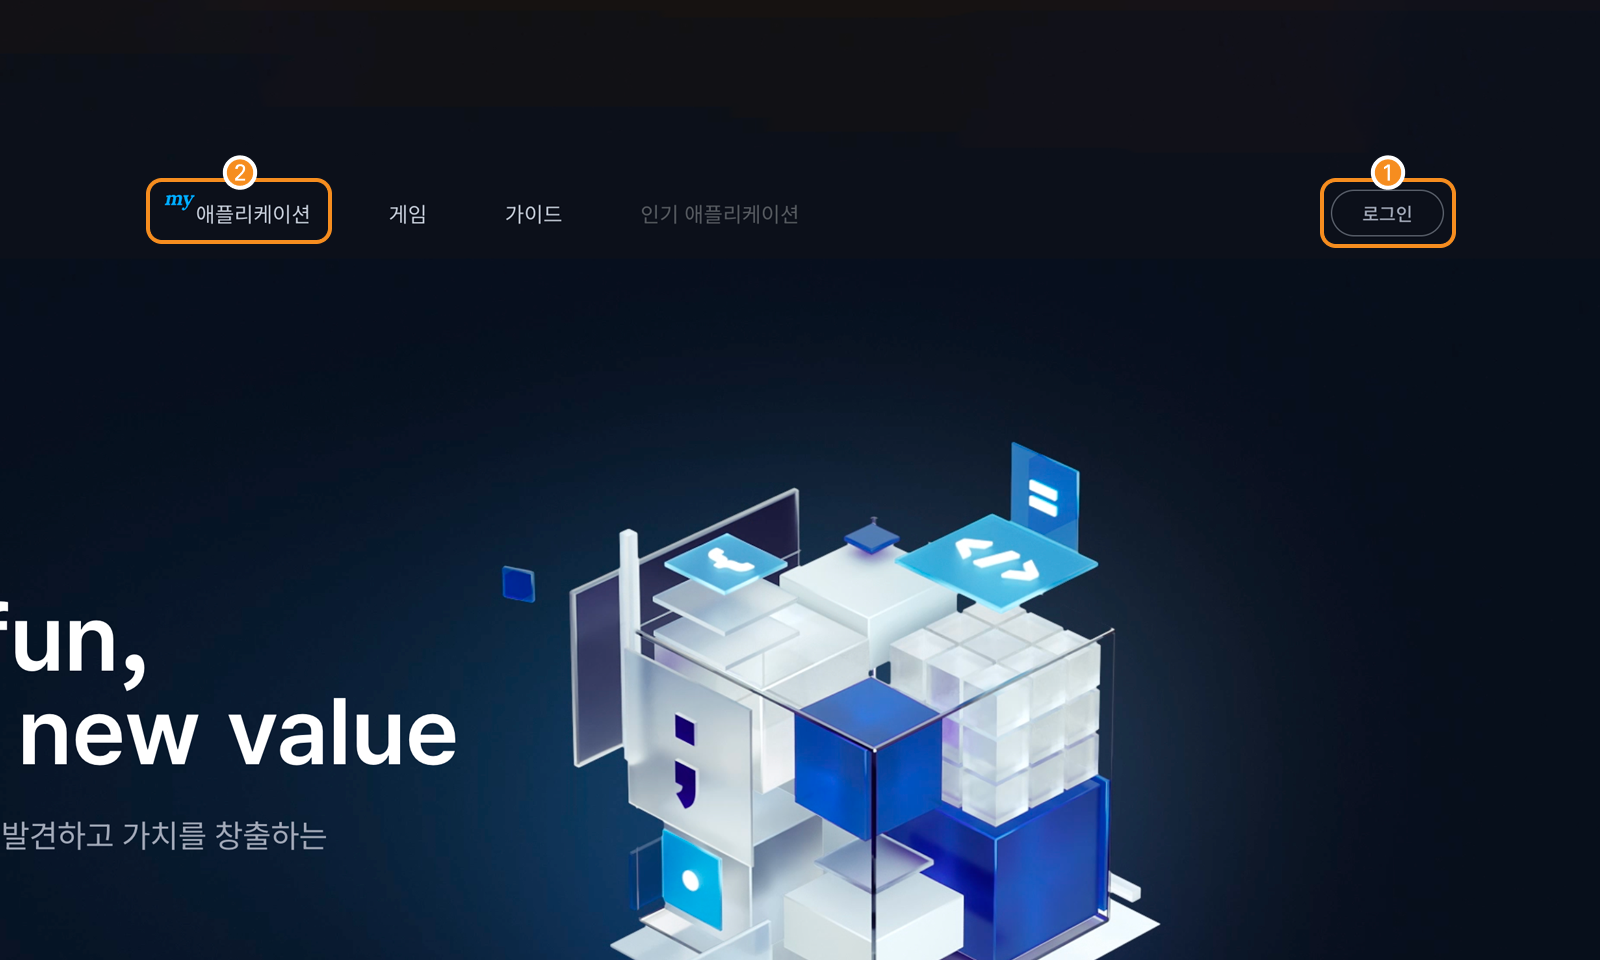 2
1
my 애플리케이션
게임
가이드
인기 애플리케이션
로그인
fun,
new value
발견하고 가치를 창출하는